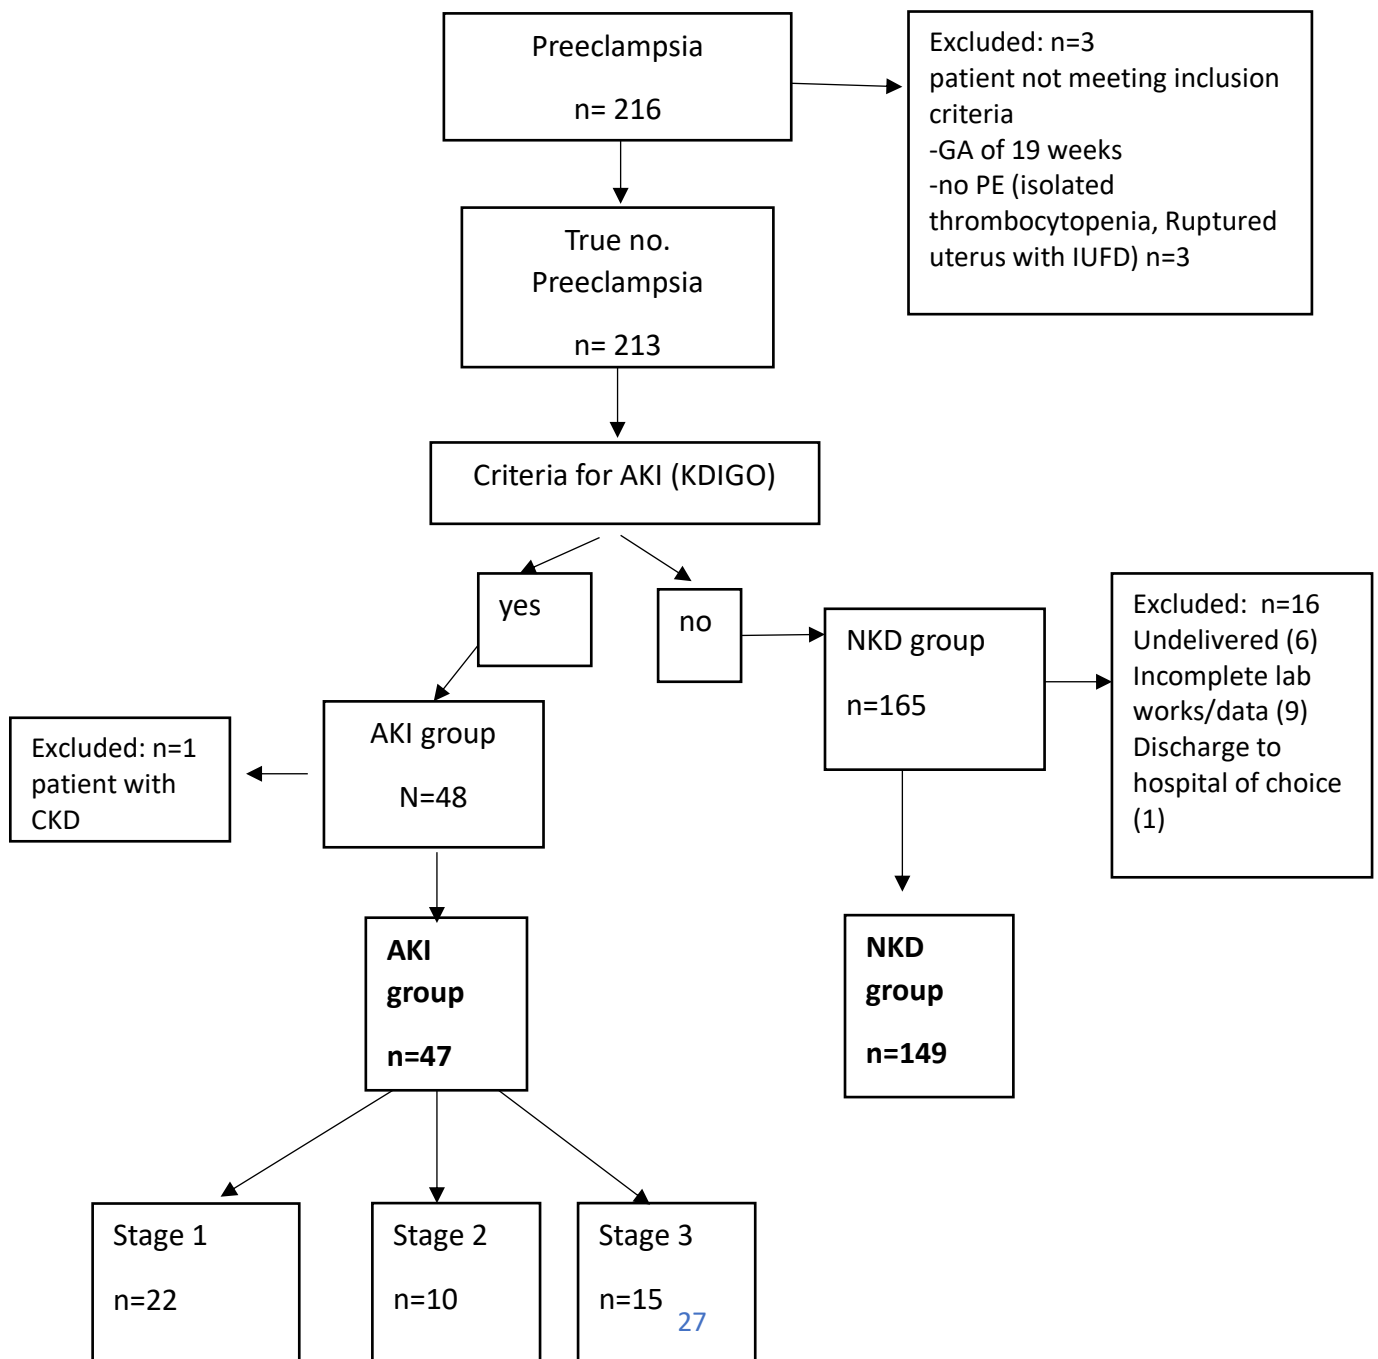 Preeclampsia
n= 216
Excluded: n=3
patient not meeting inclusion
criteria
-GA of 19 weeks
-no PE (isolated
thrombocytopenia, Ruptured
uterus with IUFD) n=3
True no.
Preeclampsia
n= 213
Criteria for AKI (KDIGO)
yes
no
NKD group
n=165
Excluded:  n=16
Undelivered (6)
Incomplete lab
works/data (9)
Discharge to
hospital of choice
(1)
AKI group
N=48
Excluded: n=1
patient with
CKD
AKI
group
n=47
NKD
group
n=149
Stage 1
n=22
Stage 2
n=10
Stage 3
n=15
27